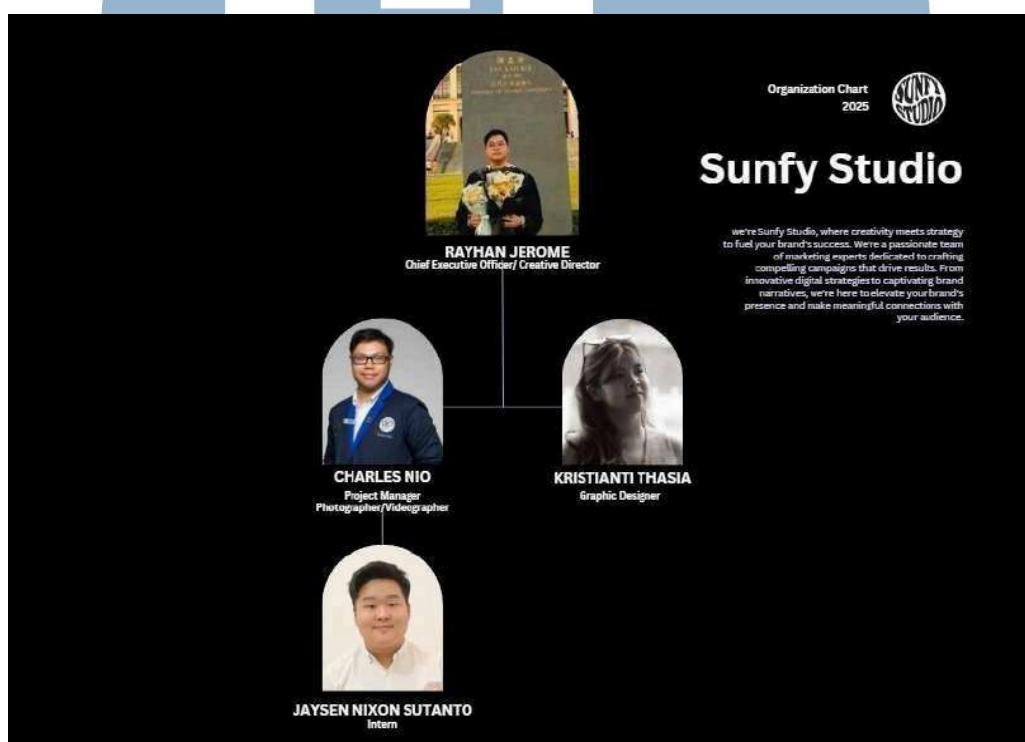 Organization Chart
2025
SUNFY
STUDIO
Sunfy Studio
we're Sunfy Studio, where creativity meets strategy
to fuel your brand's success. We're a passionate team
of marketing experts dedicated to crafting
compelling campaigns that drive results. From
innovative digital strategies to captivating brand
narratives, we're here to elevate your brand's
presence and make meaningful connections with
your audience.
RAYHAN JEROME
Chief Executive Officer/ Creative Director
CHARLES NIO
Project Manager
Photographer/Videographer
KRISTIANTI THASIA
Graphic Designer
JAYSEN NIXON SUTANTO
Intern